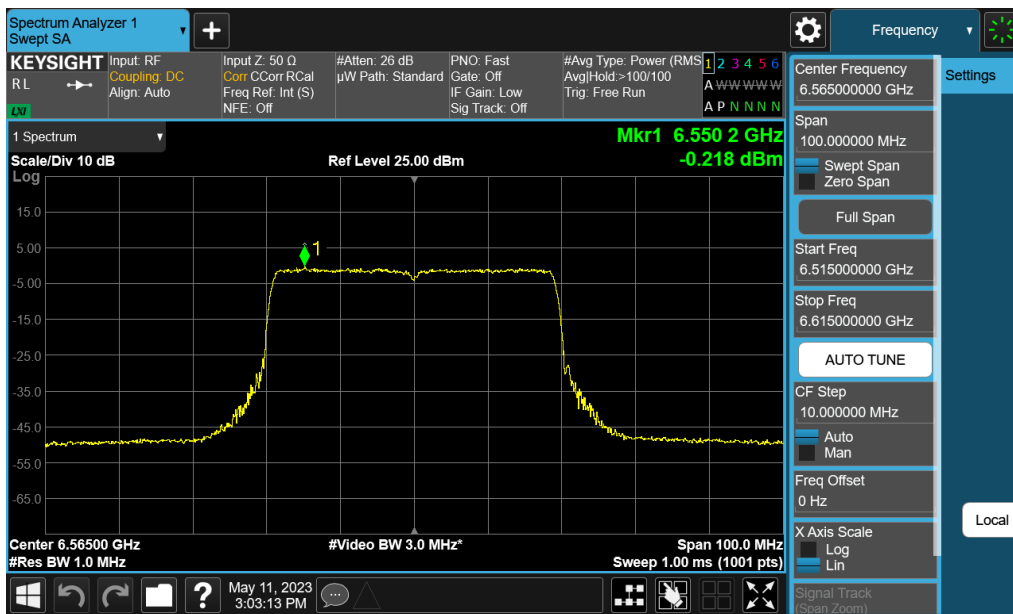 Spectrum Analyzer 1
Swept SA
+
Frequency
KEYSIGHT
RL
LXI
Input: RF
Coupling: DC
Align: Auto
Input Z: 50 Ω
Corr CCorr RCal
Freq Ref: Int (S)
NFE: Off
#Atten: 26 dB
µW Path: Standard
PNO: Fast
Gate: Off
IF Gain: Low
Sig Track: Off
#Avg Type: Power (RMS
Avg|Hold:>100/100
Trig: Free Run
1 2 3 4 5 6
A W W W W W
A P N N N N
1 Spectrum
Scale/Div 10 dB
Log
Ref Level 25.00 dBm
Mkr1 6.550 2 GHz
-0.218 dBm
15.0
5.00
-5.00
-15.0
-25.0
-35.0
-45.0
-55.0
-65.0
1
Center 6.56500 GHz
#Res BW 1.0 MHz
#Video BW 3.0 MHz*
Span 100.0 MHz
Sweep 1.00 ms (1001 pts)
Center Frequency
6.565000000 GHz
Span
100.000000 MHz
Swept Span
Zero Span
Full Span
Start Freq
6.515000000 GHz
Stop Freq
6.615000000 GHz
AUTO TUNE
CF Step
10.000000 MHz
Auto
Man
Freq Offset
0 Hz
X Axis Scale
Log
Lin
Signal Track
(Span Zoom)
Settings
Local
?
May 11, 2023
3:03:13 PM